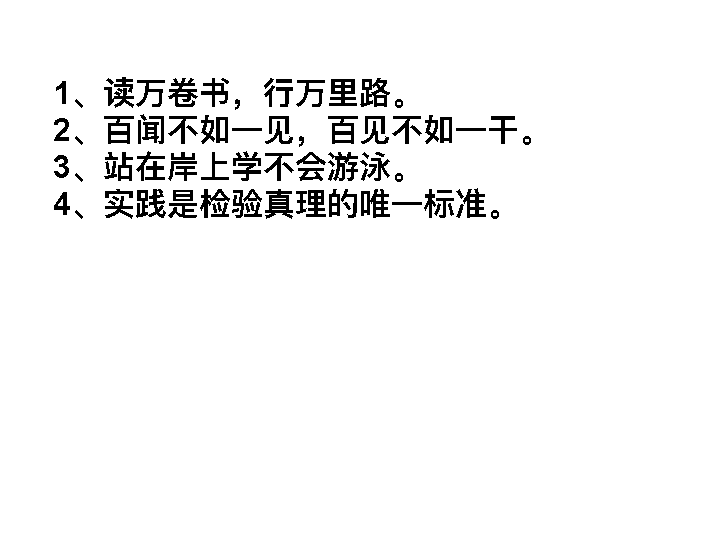 1、读万卷书，行万里路。
2、百闻不如一见，百见不如一干。
3、站在岸上学不会游泳。
4、实践是检验真理的唯一标准。